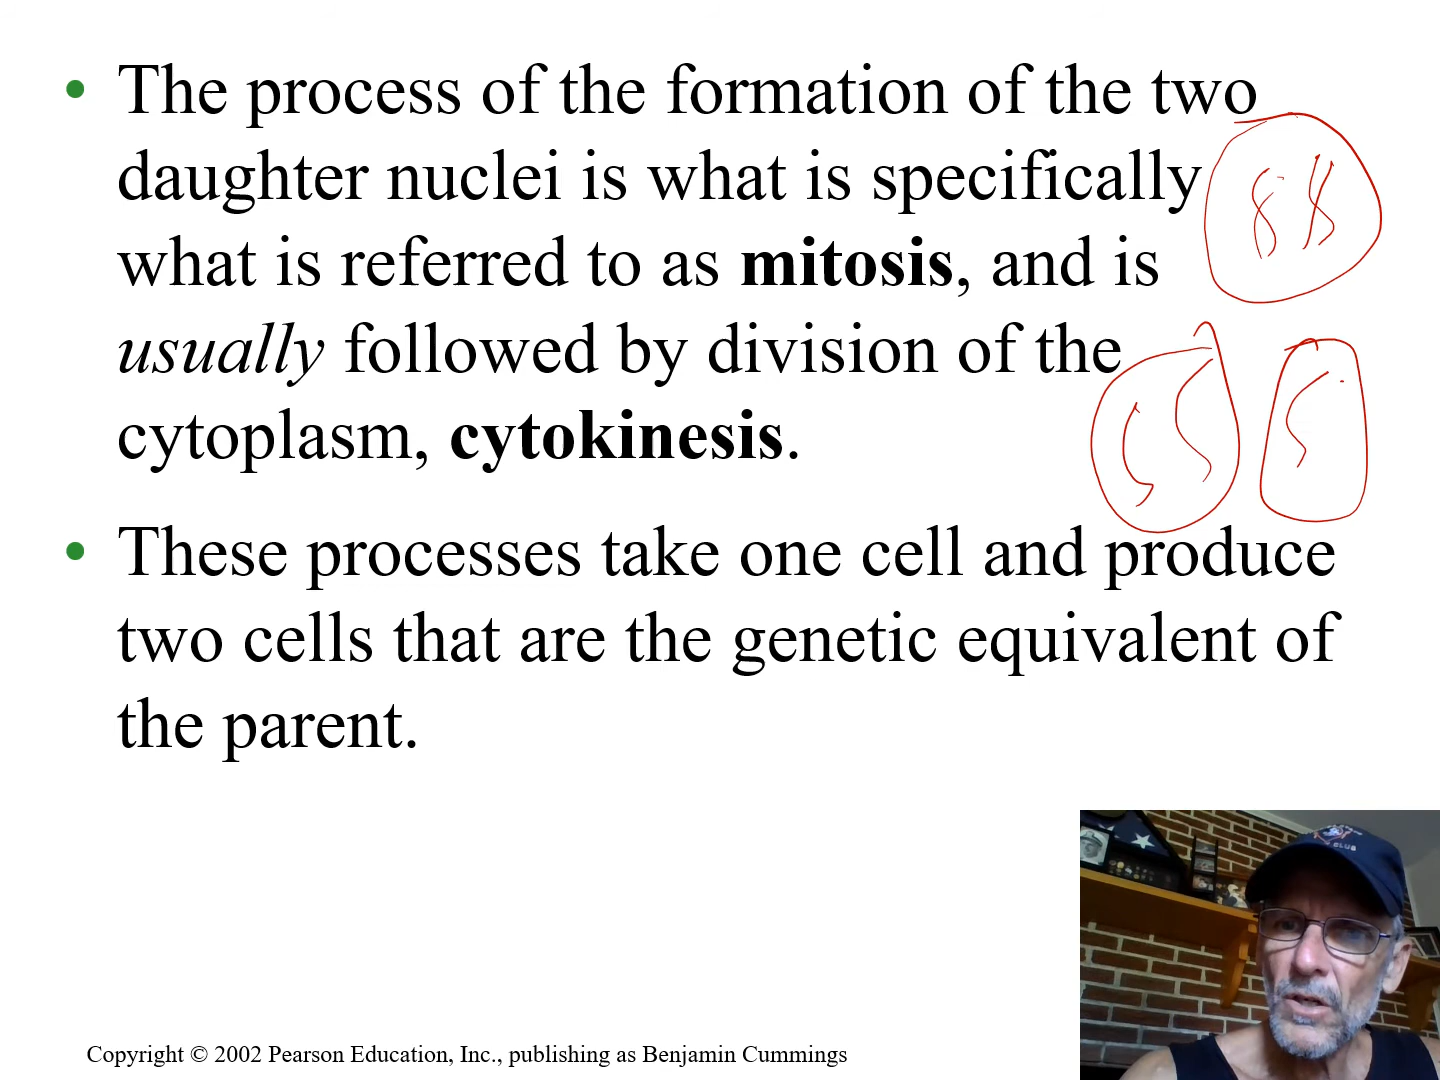 • The process of the formation of the two
daughter nuclei is what is specifically
what is referred to as mitosis, and is
usually followed by division of the
cytoplasm, cytokinesis.
• These processes take one cell and produce
two cells that are the genetic equivalent of
the parent.
CLUB
Copyright © 2002 Pearson Education, Inc., publishing as Benjamin Cummings